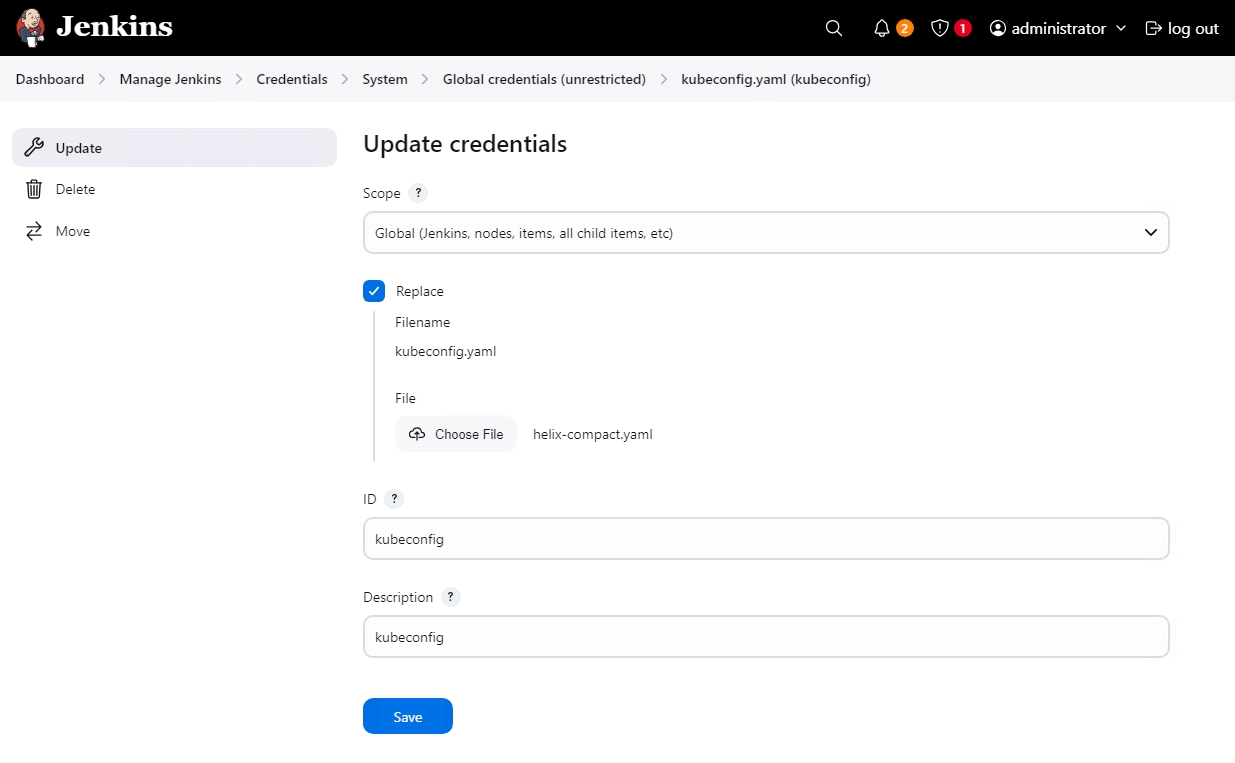 Jenkins
2
1
administrator
log out
Dashboard
Manage Jenkins
Credentials
System
Global credentials (unrestricted)
kubeconfig.yaml (kubeconfig)
Update
Delete
Move
Update credentials
Scope ?
Global (Jenkins, nodes, items, all child items, etc)
Replace
Filename
kubeconfig.yaml
File
Choose File helix-compact.yaml
ID ?
kubeconfig
Description ?
kubeconfig
Save